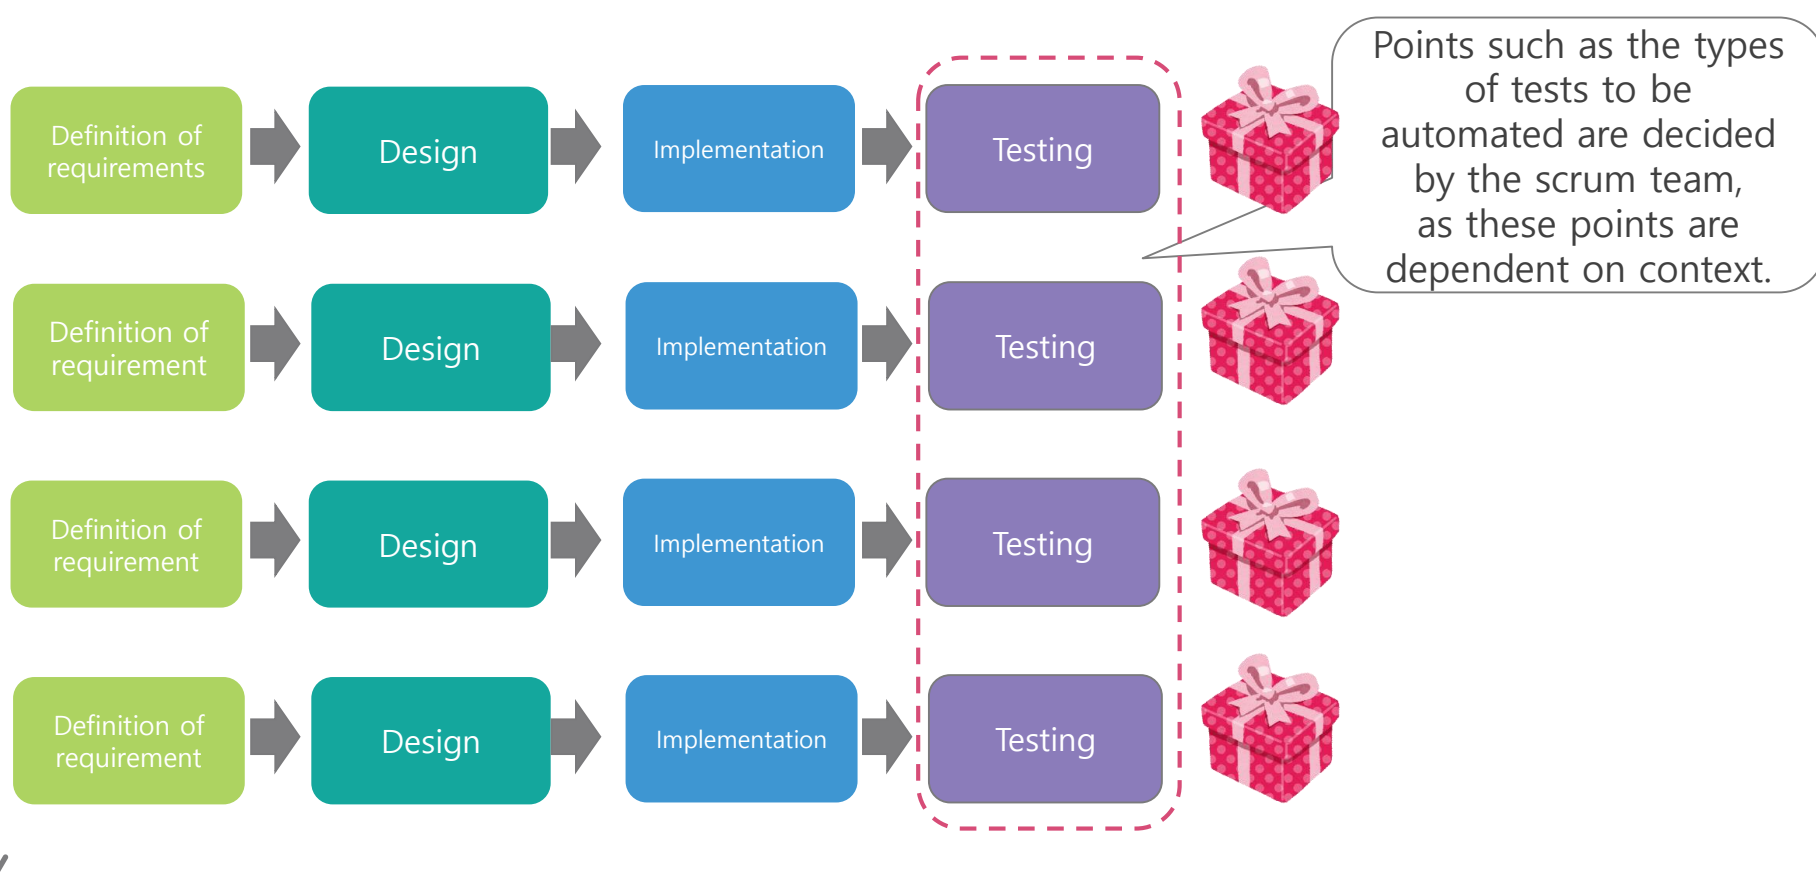 Points such as the types
of tests to be
automated are decided
by the scrum team,
as these points are
dependent on context.
Definition of
requirements
Design
Implementation
Testing
Definition of
requirement
Design
Implementation
Testing
Definition of
requirement
Design
Implementation
Testing
Definition of
requirement
Design
Implementation
Testing